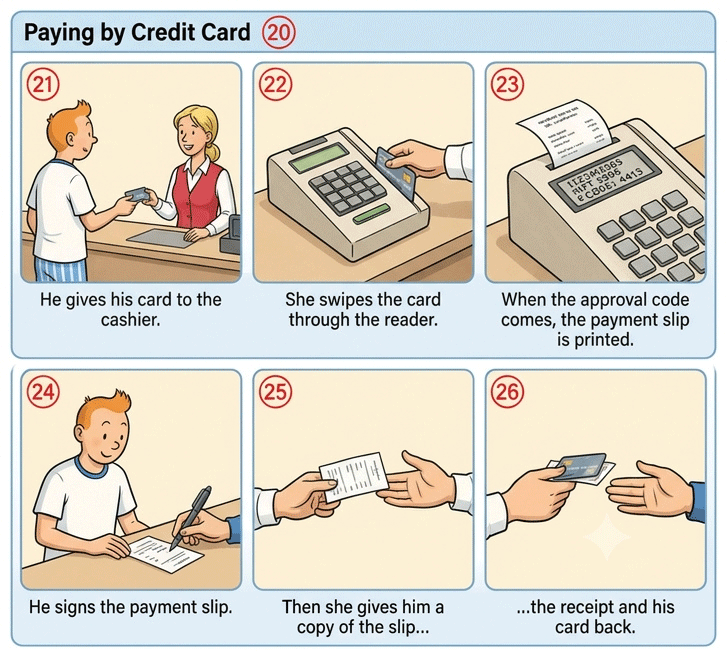 Paying by Credit Card 20
21
22
23
He gives his card to the
cashier.
She swipes the card
through the reader.
When the approval code
comes, the payment slip
is printed.
24
25
26
He signs the payment slip.
Then she gives him a
copy of the slip...
...the receipt and his
card back.